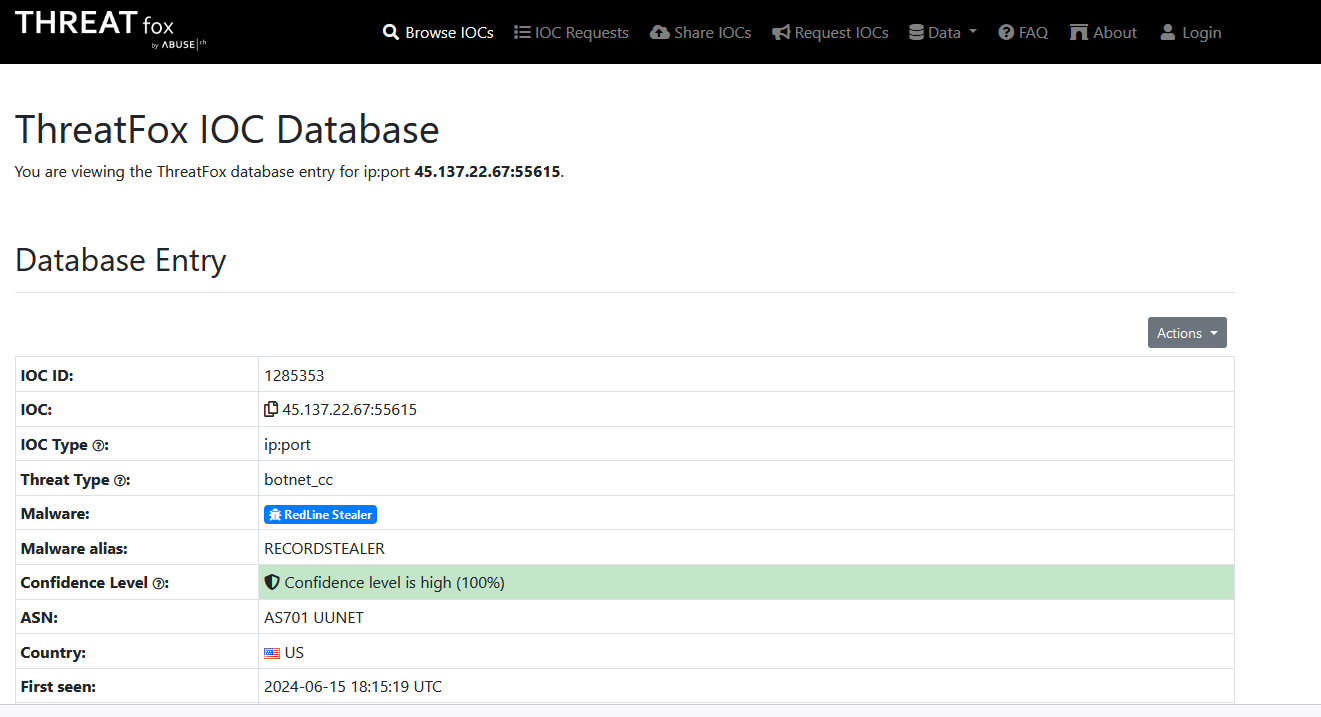 THREAT fox
by ABUSE|ch
Browse IOCs IOC Requests Share IOCs Request IOCs Data FAQ About Login
ThreatFox IOC Database
You are viewing the ThreatFox database entry for ip:port 45.137.22.67:55615.
Database Entry
Actions
IOC ID: 1285353
IOC: 45.137.22.67:55615
IOC Type ?: ip:port
Threat Type ?: botnet_cc
Malware: RedLine Stealer
Malware alias: RECORDSTEALER
Confidence Level ?: Confidence level is high (100%)
ASN: AS701 UUNET
Country: US
First seen: 2024-06-15 18:15:19 UTC